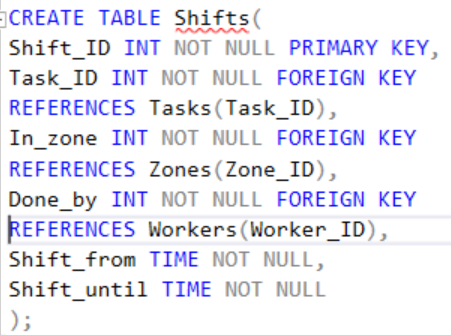 CREATE TABLE Shifts(
Shift_ID INT NOT NULL PRIMARY KEY,
Task_ID INT NOT NULL FOREIGN KEY
REFERENCES Tasks(Task_ID),
In_zone INT NOT NULL FOREIGN KEY
REFERENCES Zones(Zone_ID),
Done_by INT NOT NULL FOREIGN KEY
REFERENCES Workers(Worker_ID),
Shift_from TIME NOT NULL,
Shift_until TIME NOT NULL
);